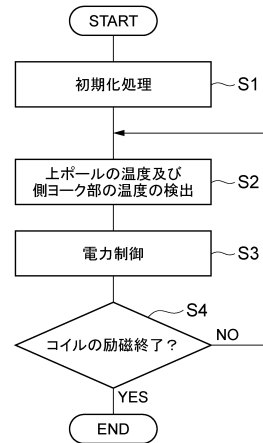 START
初期化処理
S1
上ポールの温度及び
側ヨーク部の温度の検出
S2
電力制御
S3
S4
コイルの励磁終了？
NO
YES
END